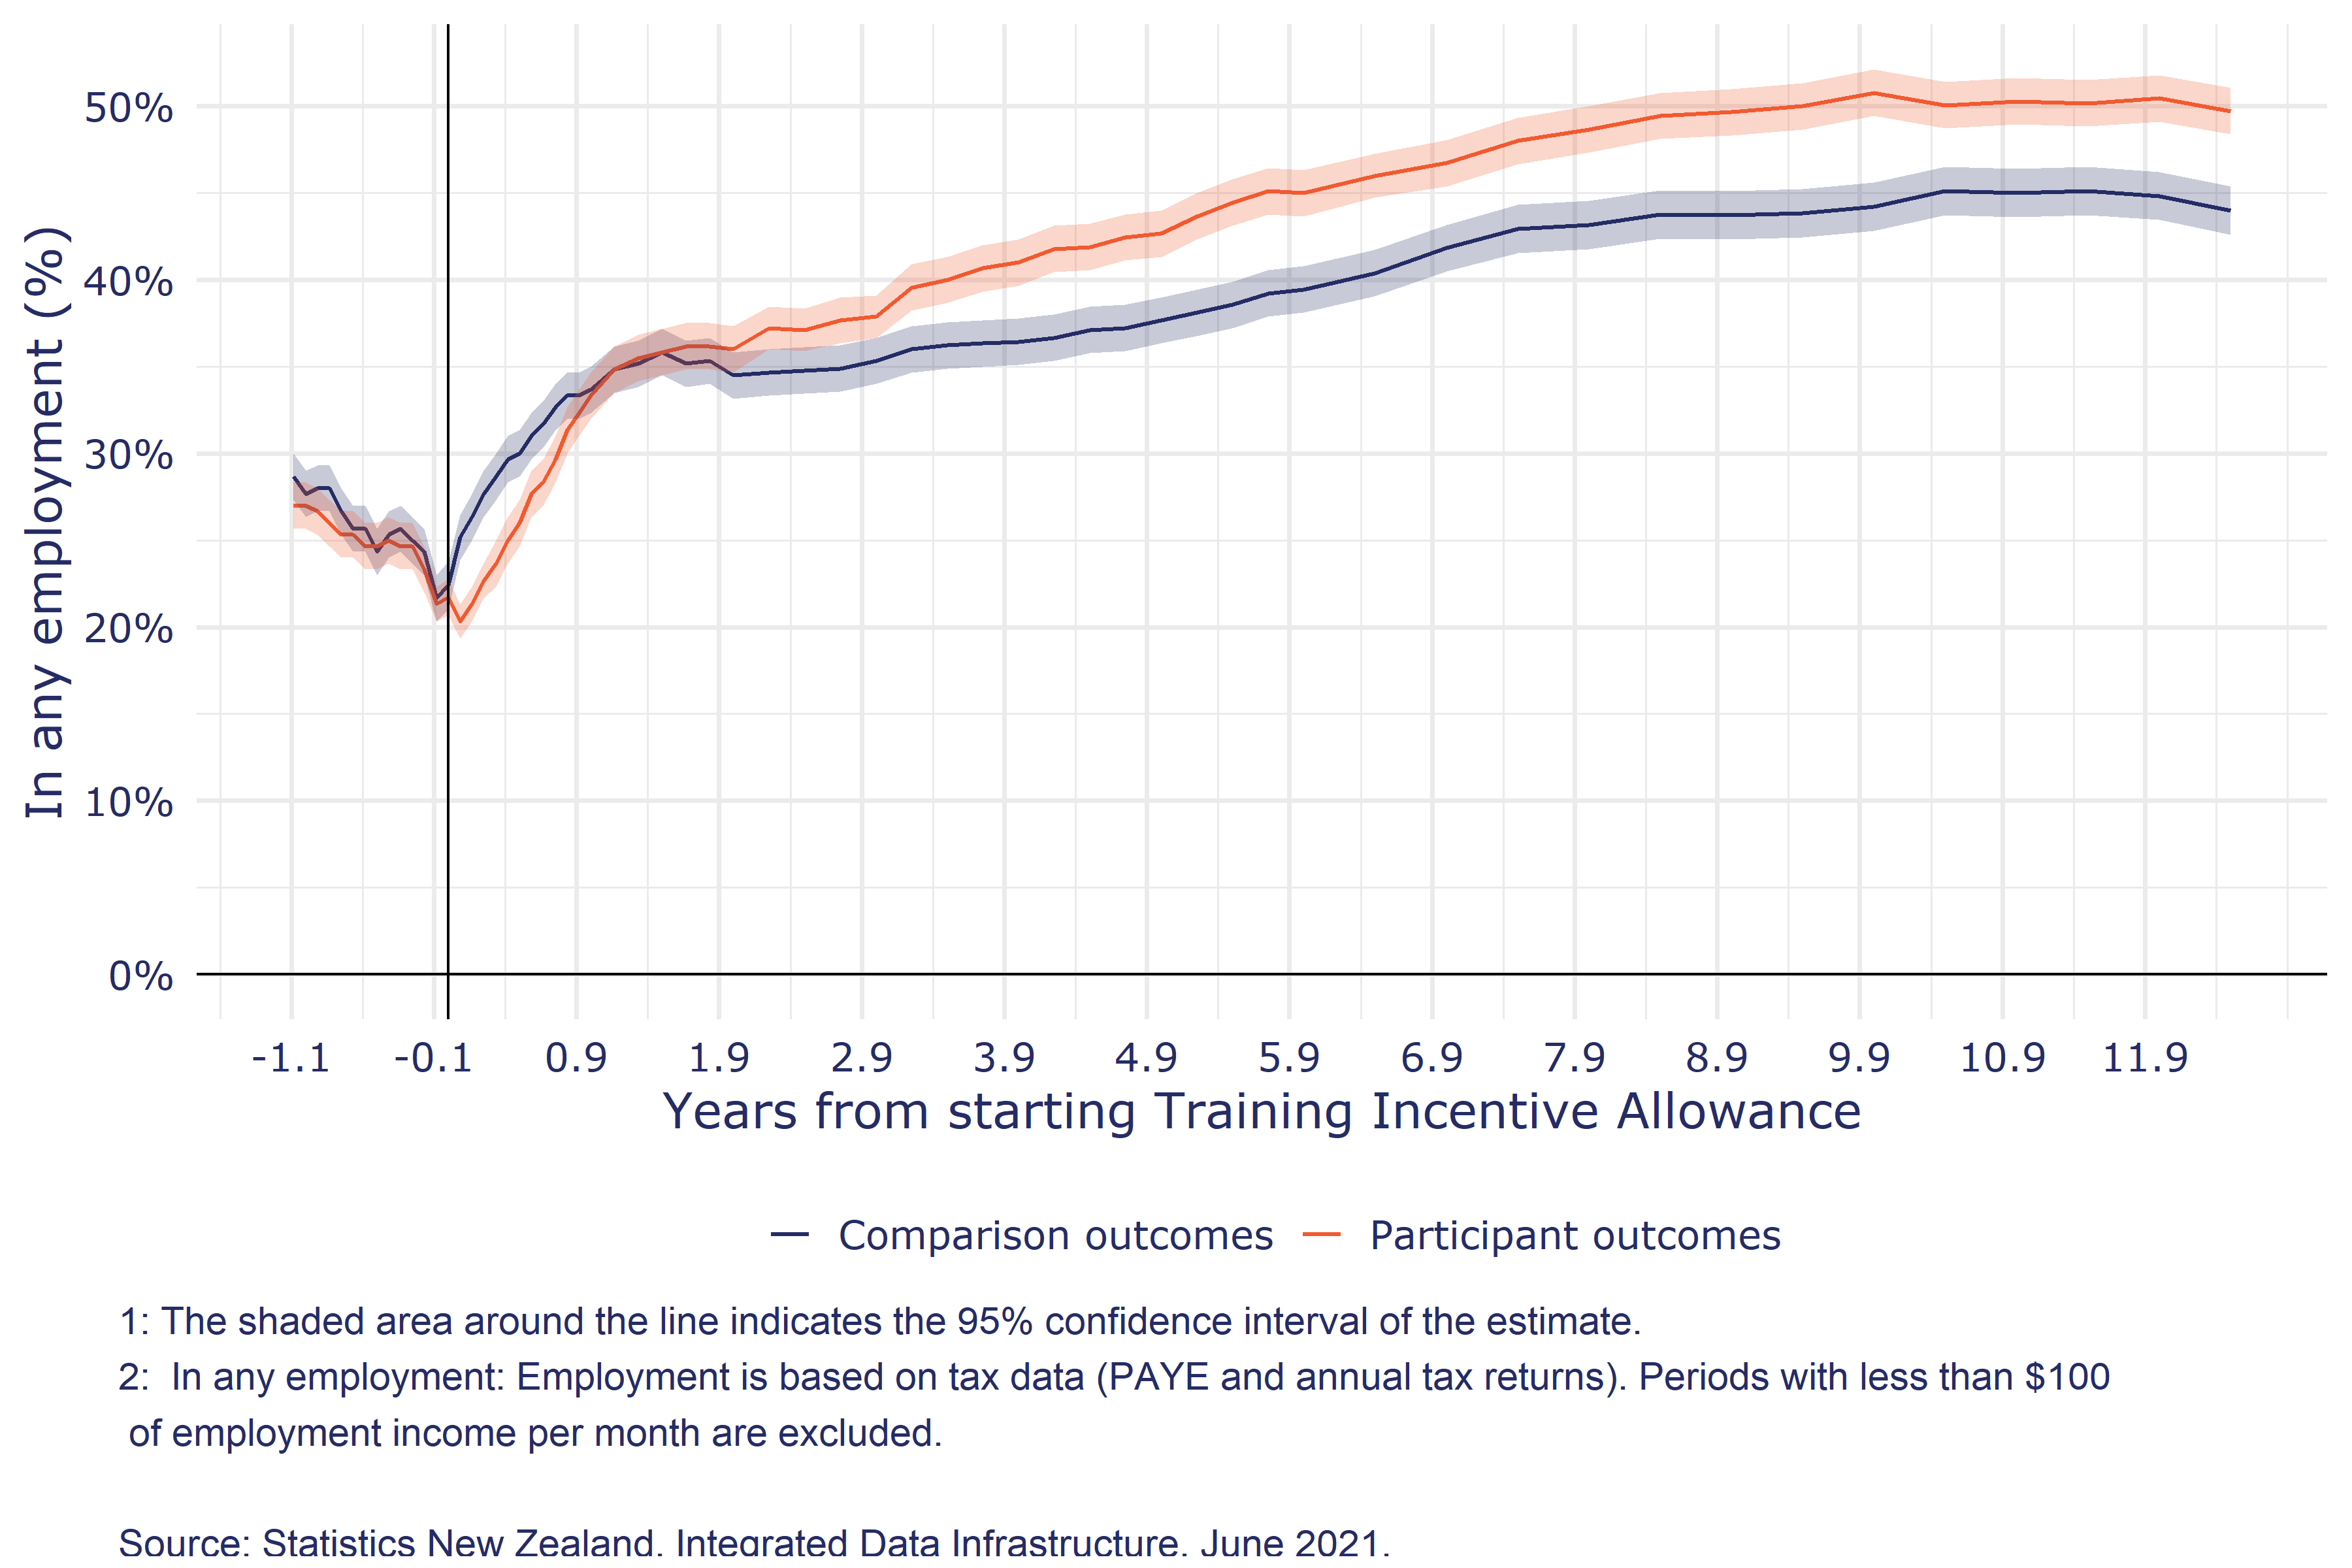 50%
40%
30%
20%
10%
0%
In any employment (%)
-1.1 -0.1 0.9 1.9 2.9 3.9 4.9 5.9 6.9 7.9 8.9 9.9 10.9 11.9
Years from starting Training Incentive Allowance
Comparison outcomes Participant outcomes
1: The shaded area around the line indicates the 95% confidence interval of the estimate.
2:  In any employment: Employment is based on tax data (PAYE and annual tax returns). Periods with less than $100
of employment income per month are excluded.
Source: Statistics New Zealand. Integrated Data Infrastructure. June 2021.